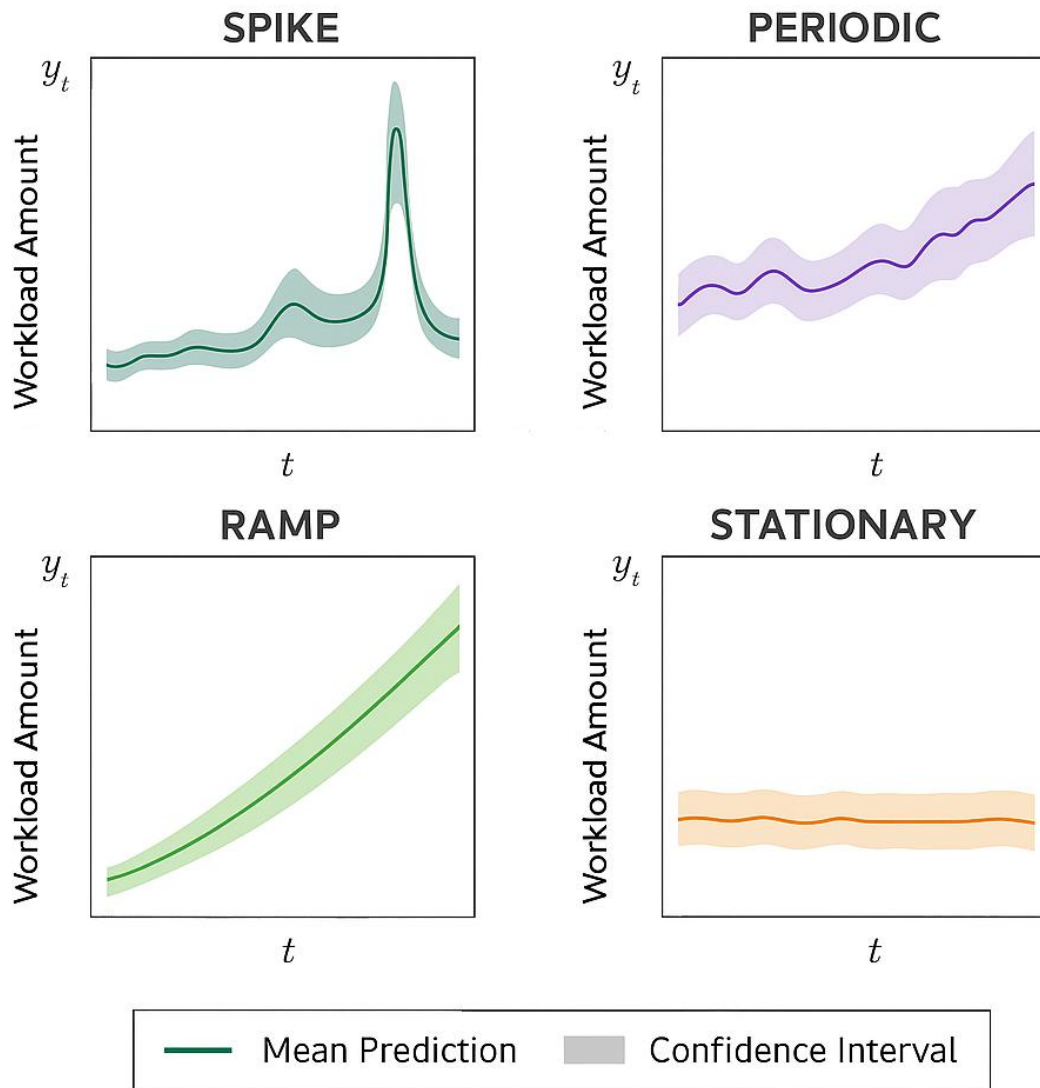 SPIKE
y_t
Workload Amount
t
PERIODIC
y_t
Workload Amount
t
RAMP
y_t
Workload Amount
t
STATIONARY
y_t
Workload Amount
t
Mean Prediction
Confidence Interval